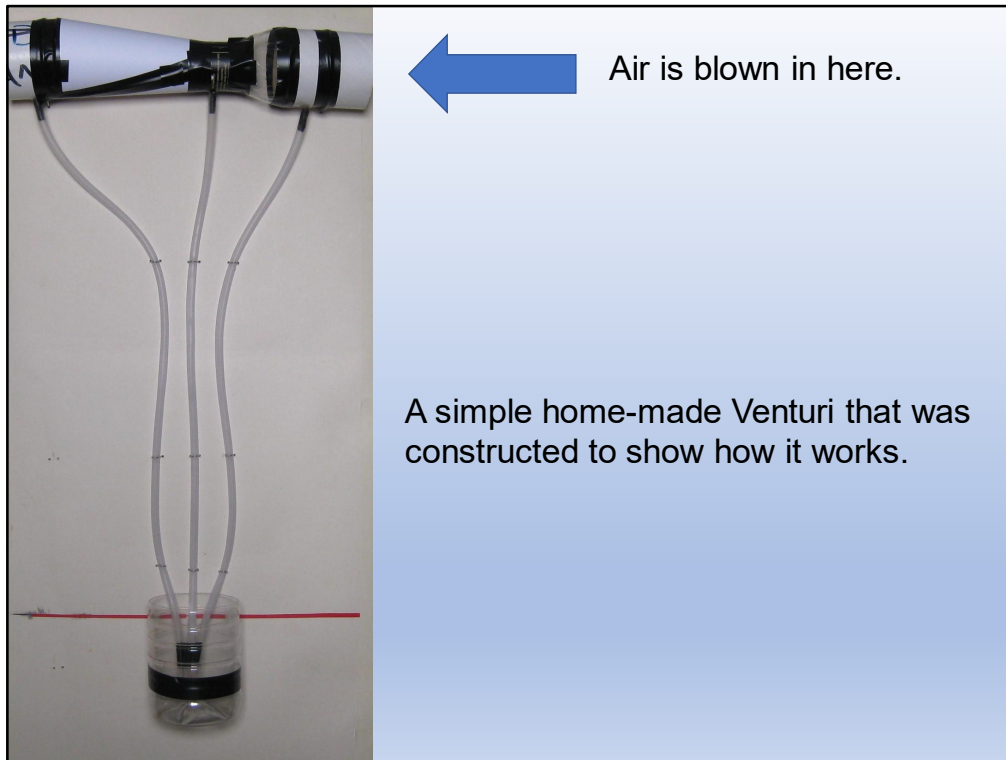 Air is blown in here.
A simple home-made Venturi that was
constructed to show how it works.